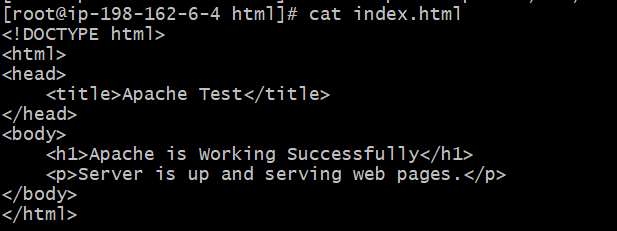 [root@ip-198-162-6-4 html]# cat index.html
<!DOCTYPE html>
<html>
<head>
    <title>Apache Test</title>
</head>
<body>
    <h1>Apache is Working Successfully</h1>
    <p>Server is up and serving web pages.</p>
</body>
</html>